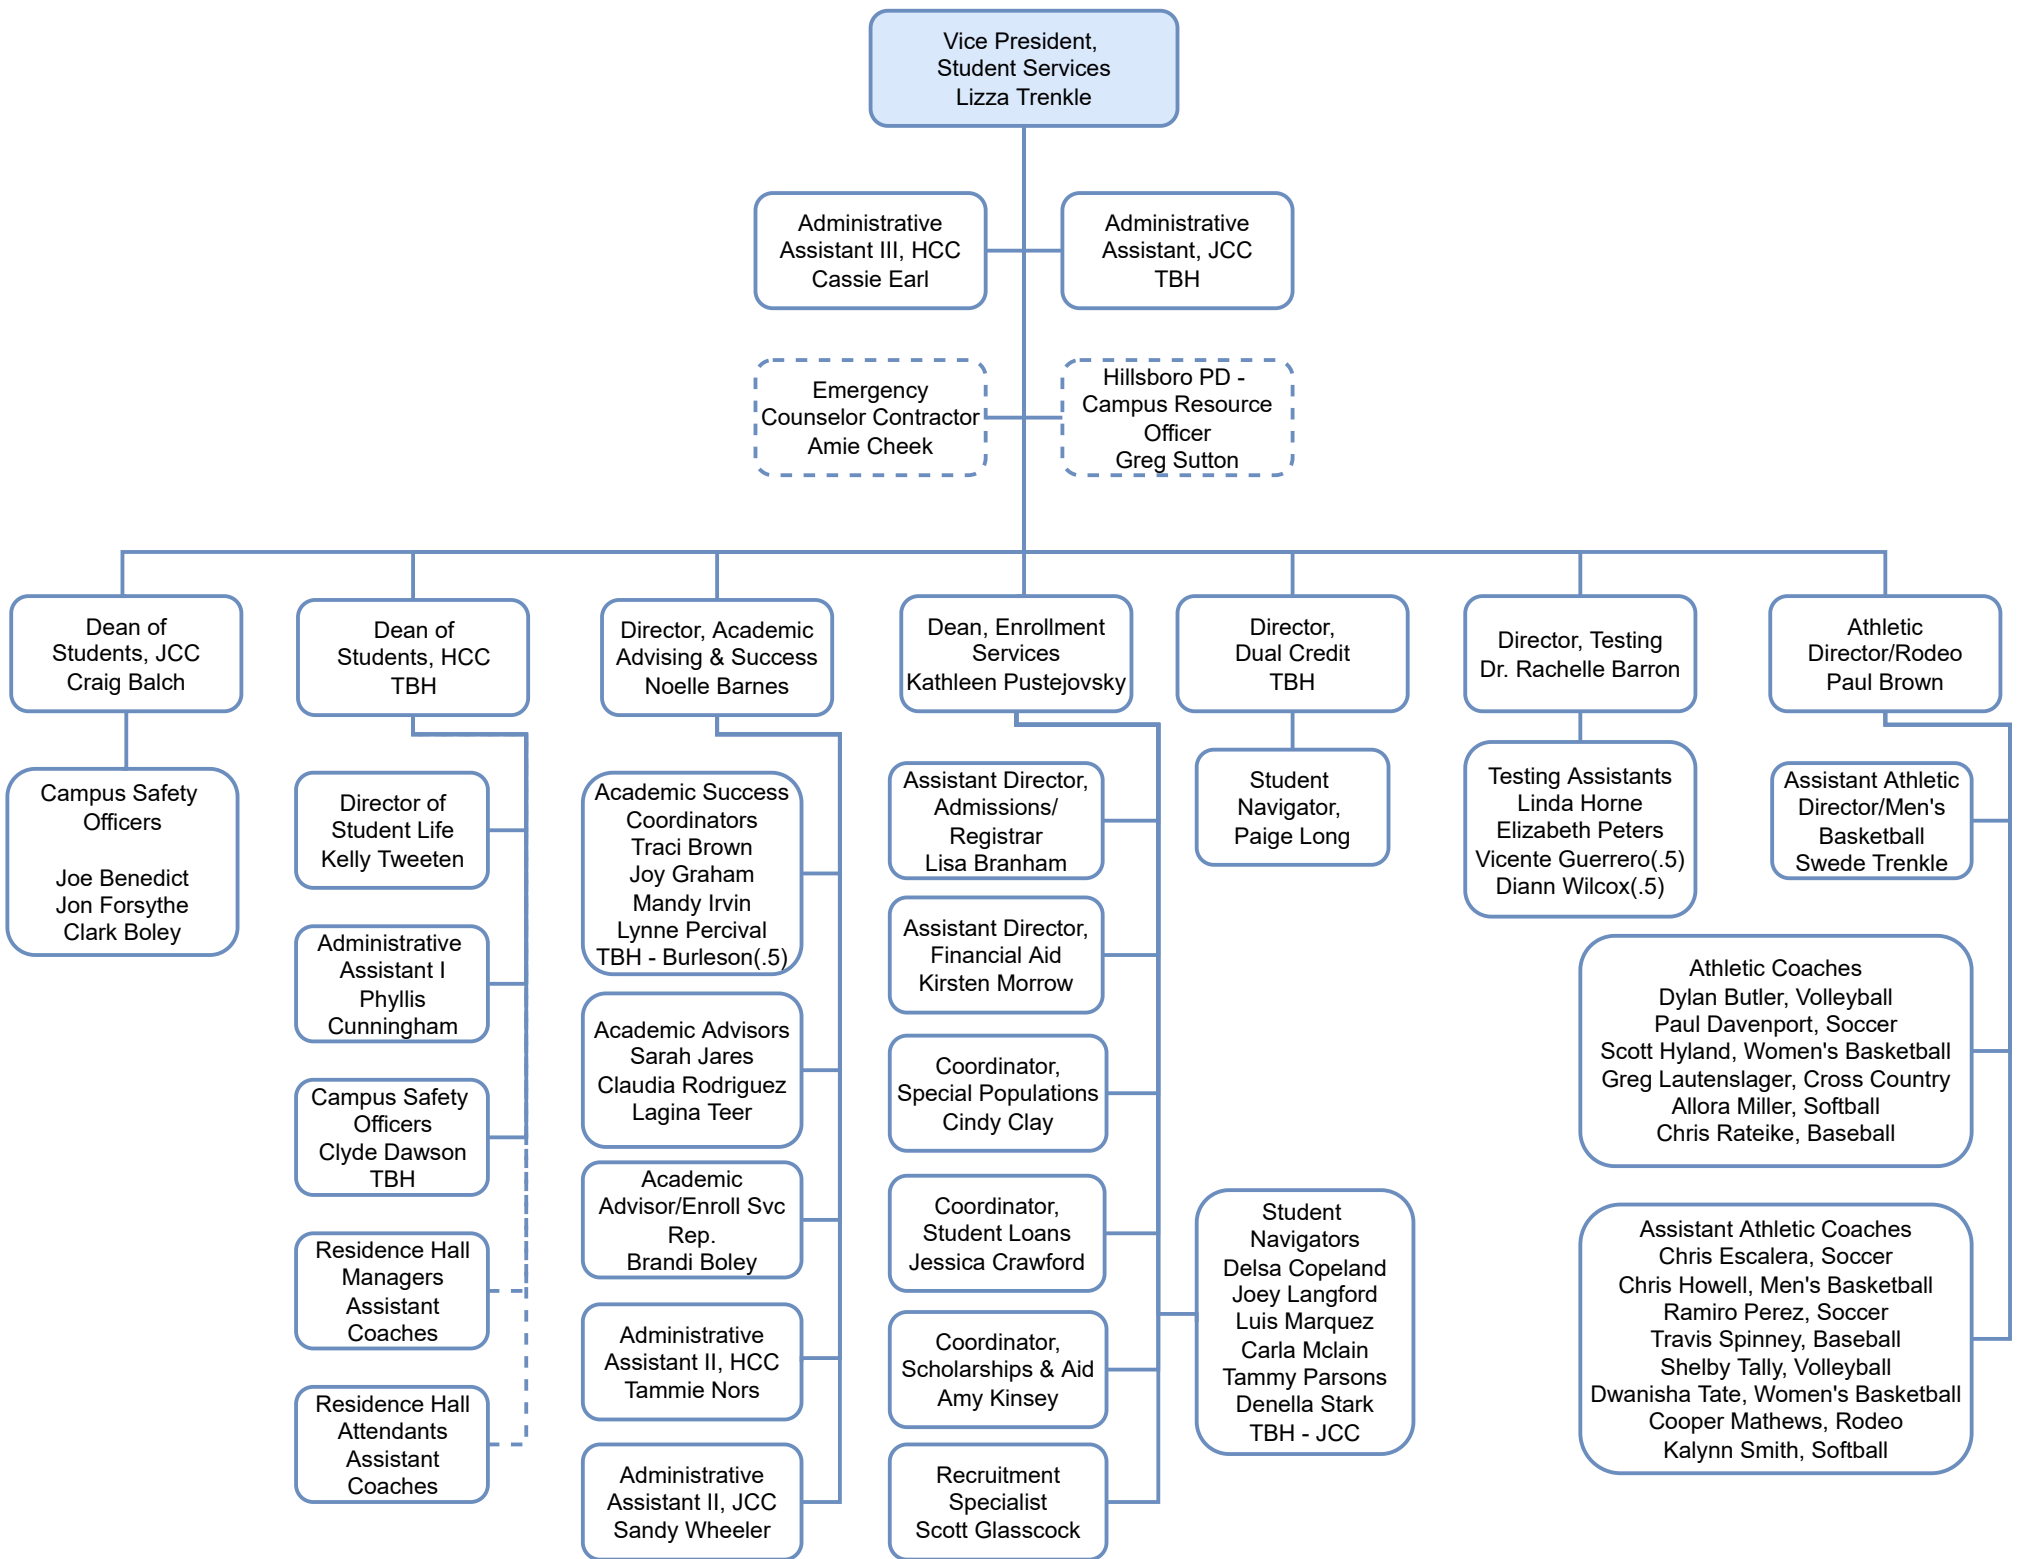 Vice President,
Student Services
Lizza Trenkle
Administrative
Assistant III, HCC
Cassie Earl
Administrative
Assistant, JCC
TBH
Emergency
Counselor Contractor
Amie Cheek
Hillsboro PD -
Campus Resource
Officer
Greg Sutton
Dean of
Students, JCC
Craig Balch
Campus Safety
Officers
Joe Benedict
Jon Forsythe
Clark Boley
Dean of
Students, HCC
TBH
Director of
Student Life
Kelly Tweeten
Administrative
Assistant I
Phyllis
Cunningham
Campus Safety
Officers
Clyde Dawson
TBH
Residence Hall
Managers
Assistant
Coaches
Residence Hall
Attendants
Assistant
Coaches
Director, Academic
Advising & Success
Noelle Barnes
Academic Success
Coordinators
Traci Brown
Joy Graham
Mandy Irvin
Lynne Percival
TBH - Burleson(.5)
Academic Advisors
Sarah Jares
Claudia Rodriguez
Lagina Teer
Academic
Advisor/Enroll Svc
Rep.
Brandi Boley
Administrative
Assistant II, HCC
Tammie Nors
Administrative
Assistant II, JCC
Sandy Wheeler
Dean, Enrollment
Services
Kathleen Pustejovsky
Assistant Director,
Admissions/
Registrar
Lisa Branham
Assistant Director,
Financial Aid
Kirsten Morrow
Coordinator,
Special Populations
Cindy Clay
Coordinator,
Student Loans
Jessica Crawford
Coordinator,
Scholarships & Aid
Amy Kinsey
Recruitment
Specialist
Scott Glasscock
Student
Navigators
Delsa Copeland
Joey Langford
Luis Marquez
Carla Mclain
Tammy Parsons
Denella Stark
TBH - JCC
Director,
Dual Credit
TBH
Student
Navigator,
Paige Long
Director, Testing
Dr. Rachelle Barron
Testing Assistants
Linda Horne
Elizabeth Peters
Vicente Guerrero(.5)
Diann Wilcox(.5)
Athletic
Director/Rodeo
Paul Brown
Assistant Athletic
Director/Men's
Basketball
Swede Trenkle
Athletic Coaches
Dylan Butler, Volleyball
Paul Davenport, Soccer
Scott Hyland, Women's Basketball
Greg Lautenslager, Cross Country
Allora Miller, Softball
Chris Rateike, Baseball
Assistant Athletic Coaches
Chris Escalera, Soccer
Chris Howell, Men's Basketball
Ramiro Perez, Soccer
Travis Spinney, Baseball
Shelby Tally, Volleyball
Dwanisha Tate, Women's Basketball
Cooper Mathews, Rodeo
Kalynn Smith, Softball